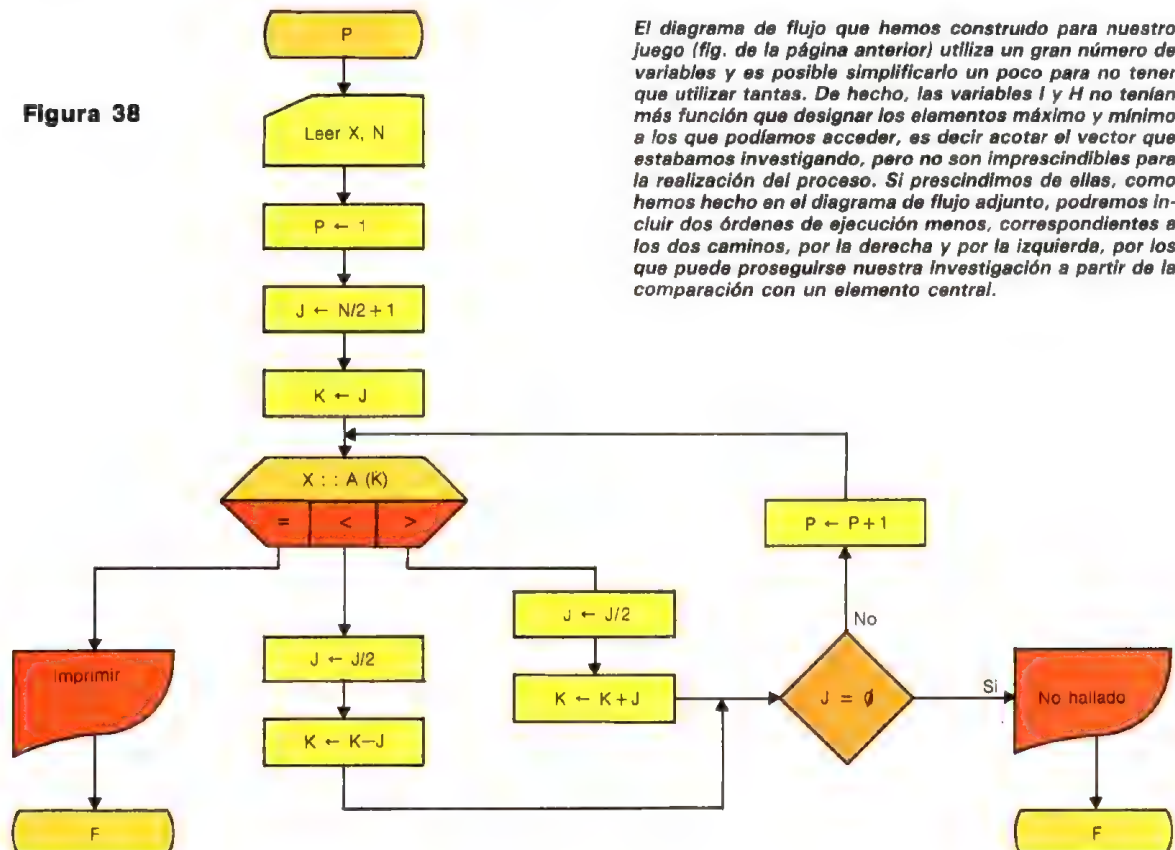 El diagrama de flujo que hemos construido para nuestro
juego (fig. de la página anterior) utiliza un gran número de
variables y es posible simplificarlo un poco para no tener
que utilizar tantas. De hecho, las variables I y H no tenían
más función que designar los elementos máximo y mínimo
a los que podíamos acceder, es decir acotar el vector que
estabamos investigando, pero no son imprescindibles para
la realización del proceso. Si prescindimos de ellas, como
hemos hecho en el diagrama de flujo adjunto, podremos in-
cluir dos órdenes de ejecución menos, correspondientes a
los dos caminos, por la derecha y por la izquierda, por los
que puede proseguirse nuestra investigación a partir de la
comparación con un elemento central.
Figura 38
P
Leer X, N
P ← 1
J ← N/2 + 1
K ← J
X : : A (K)
= < >
P ← P+1
J ← J/2
No
Imprimir
J ← J/2
K ← K+J
J = ∅
Si
No hallado
K ← K—J
F
F